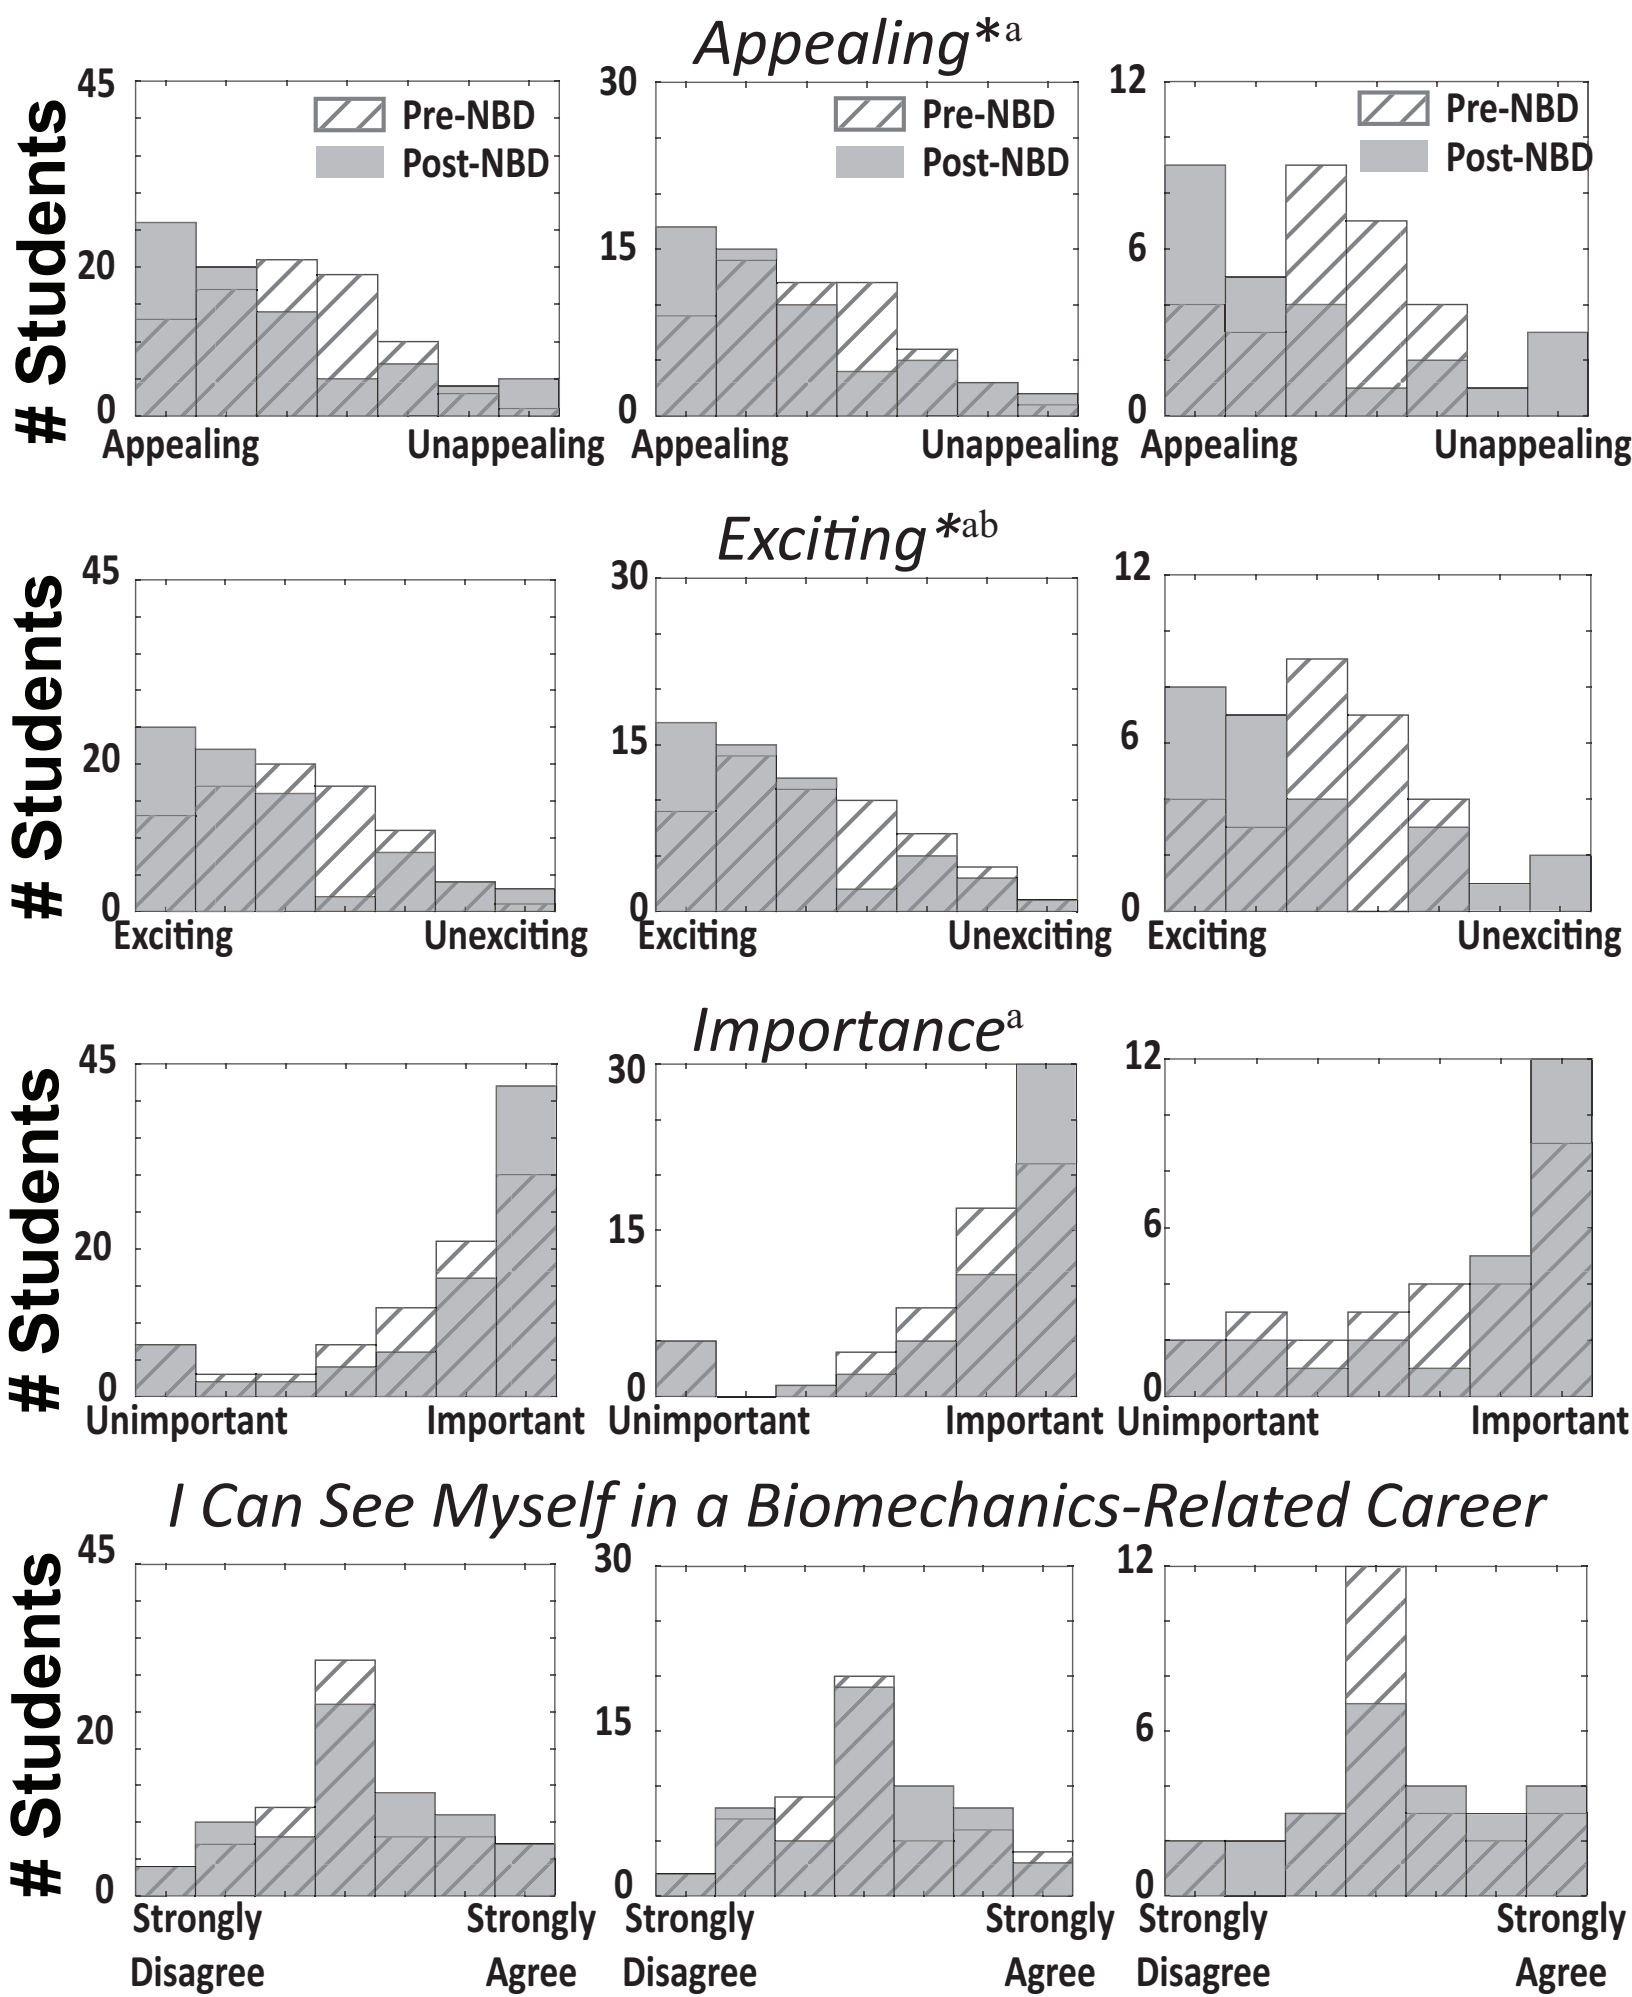 Appealing*a
# Students
45
20
0
Pre-NBD
Post-NBD
Appealing Unappealing
30
15
0
Pre-NBD
Post-NBD
Appealing Unappealing
12
6
0
Pre-NBD
Post-NBD
Appealing Unappealing
Exciting*ab
# Students
45
20
0
Exciting Unexciting
30
15
0
Exciting Unexciting
12
6
0
Exciting Unexciting
Importancea
# Students
45
20
0
Unimportant Important
30
15
0
Unimportant Important
12
6
0
Unimportant Important
I Can See Myself in a Biomechanics-Related Career
# Students
45
20
0
Strongly Strongly
Disagree Agree
30
15
0
Strongly Strongly
Disagree Agree
12
6
0
Strongly Strongly
Disagree Agree